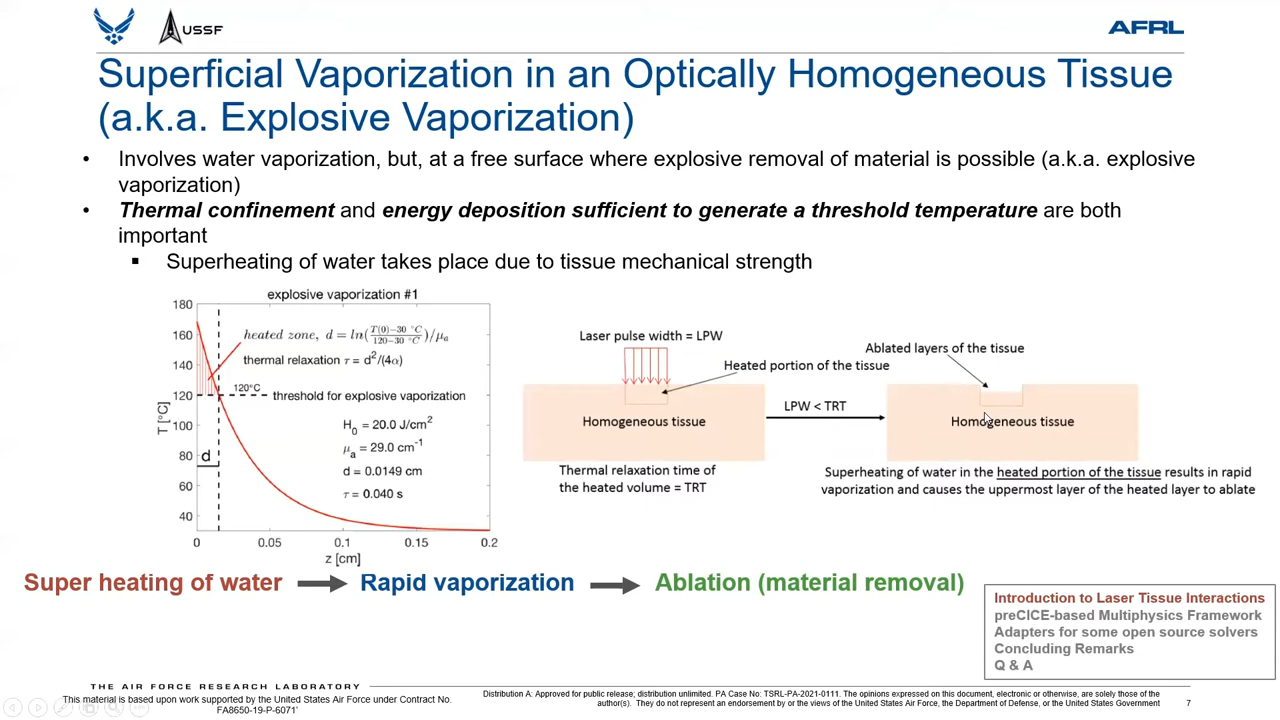 USSF
AFRL
Superficial Vaporization in an Optically Homogeneous Tissue
(a.k.a. Explosive Vaporization)
• Involves water vaporization, but, at a free surface where explosive removal of material is possible (a.k.a. explosive
vaporization)
• Thermal confinement and energy deposition sufficient to generate a threshold temperature are both
important
▪ Superheating of water takes place due to tissue mechanical strength
explosive vaporization #1
180
160
140
120
100
80
60
40
T [°C]
heated zone, d = ln(T(0)−30 °C/120−30 °C)/μa
thermal relaxation τ = d²/(4α)
120°C
threshold for explosive vaporization
H0 = 20.0 J/cm²
μa = 29.0 cm⁻¹
d = 0.0149 cm
τ = 0.040 s
d
0 0.05 0.1 0.15 0.2
z [cm]
Laser pulse width = LPW
Heated portion of the tissue
Homogeneous tissue
Thermal relaxation time of
the heated volume = TRT
LPW < TRT
Ablated layers of the tissue
Homogeneous tissue
Superheating of water in the heated portion of the tissue results in rapid
vaporization and causes the uppermost layer of the heated layer to ablate
Super heating of water Rapid vaporization Ablation (material removal)
Introduction to Laser Tissue Interactions
preCICE-based Multiphysics Framework
Adapters for some open source solvers
Concluding Remarks
Q & A
THE AIR FORCE RESEARCH LABORATORY
This material is based upon work supported by the United States Air Force under Contract No.
FA8650-19-P-6071'
Distribution A: Approved for public release; distribution unlimited. PA Case No: TSRL-PA-2021-0111. The opinions expressed on this document, electronic or otherwise, are solely those of the
author(s). They do not represent an endorsement by or the views of the United States Air Force, the Department of Defense, or the United States Government
7